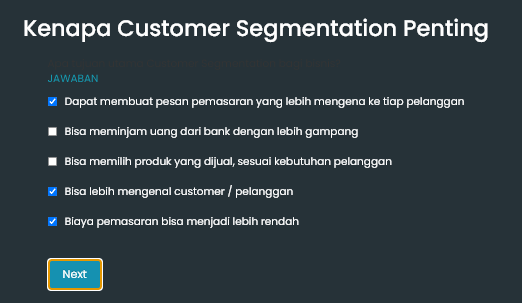 Kenapa Customer Segmentation Penting
JAWABAN
Dapat membuat pesan pemasaran yang lebih mengena ke tiap pelanggan
Bisa meminjam uang dari bank dengan lebih gampang
Bisa memilih produk yang dijual, sesuai kebutuhan pelanggan
Bisa lebih mengenal customer / pelanggan
Biaya pemasaran bisa menjadi lebih rendah
Next